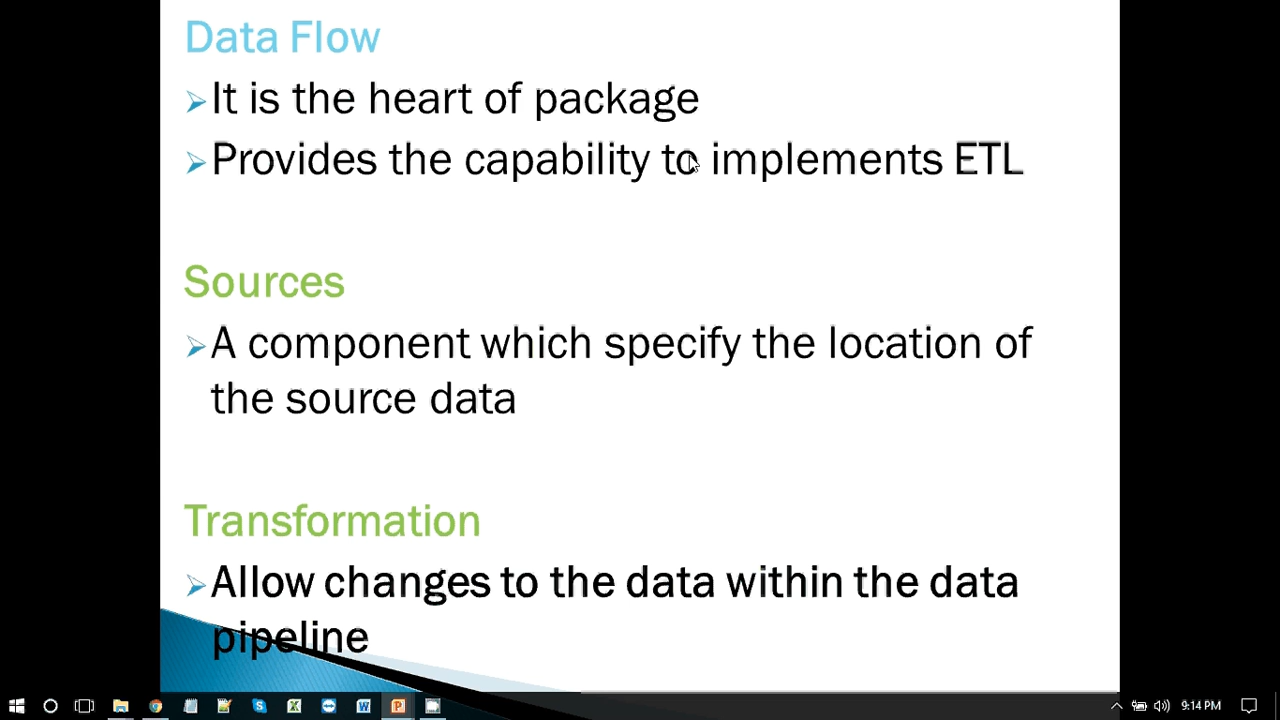 Data Flow
It is the heart of package
Provides the capability to implements ETL
Sources
A component which specify the location of
the source data
Transformation
Allow changes to the data within the data
pipeline
9:14 PM